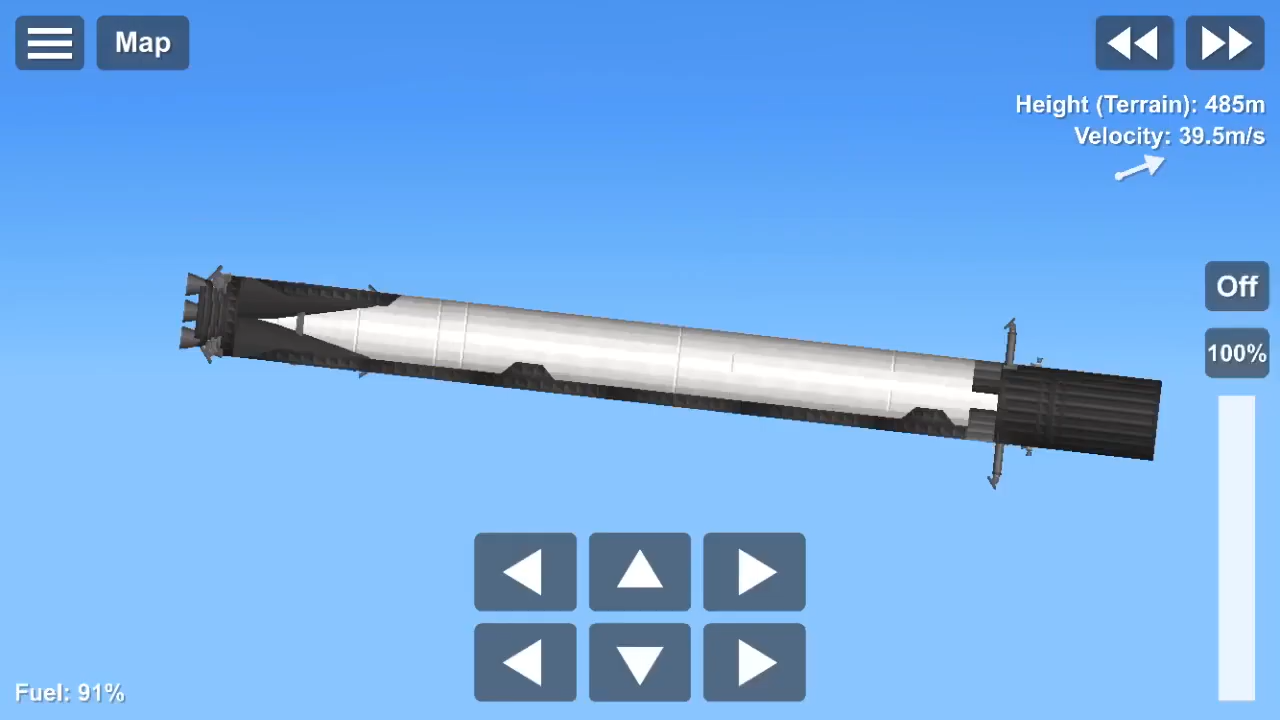 Map
Height (Terrain): 485m
Velocity: 39.5m/s
Off
100%
Fuel: 91%